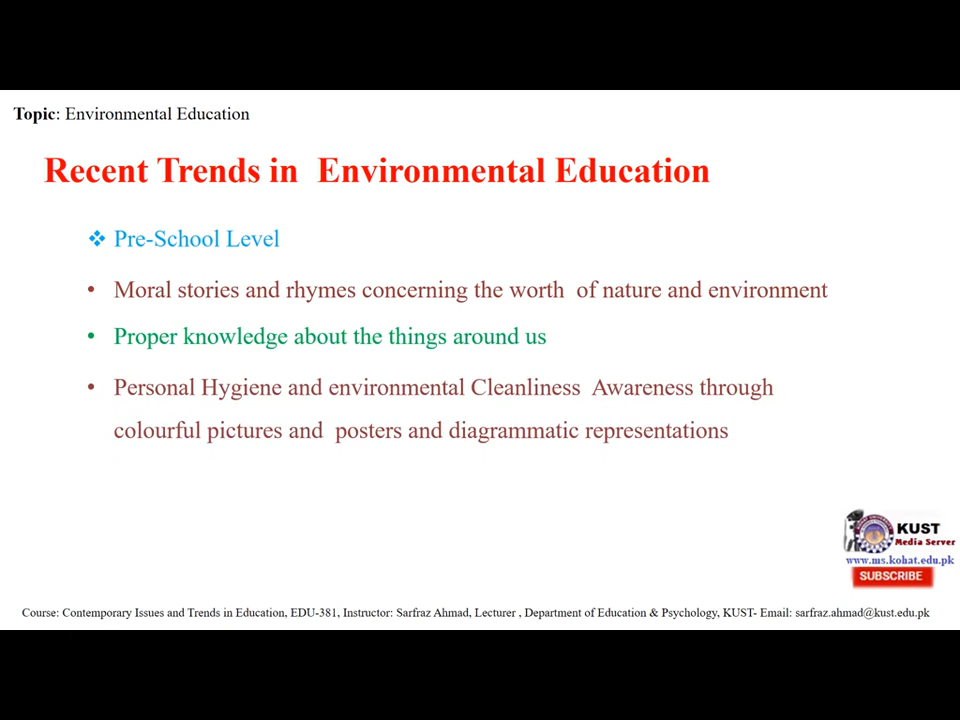 Topic: Environmental Education
Recent Trends in Environmental Education
❖ Pre-School Level
• Moral stories and rhymes concerning the worth of nature and environment
• Proper knowledge about the things around us
• Personal Hygiene and environmental Cleanliness Awareness through
colourful pictures and posters and diagrammatic representations
KUST
Media Server
www.ms.kohat.edu.pk
SUBSCRIBE
Course: Contemporary Issues and Trends in Education, EDU-381, Instructor: Sarfraz Ahmad, Lecturer , Department of Education & Psychology, KUST- Email: sarfraz.ahmad@kust.edu.pk